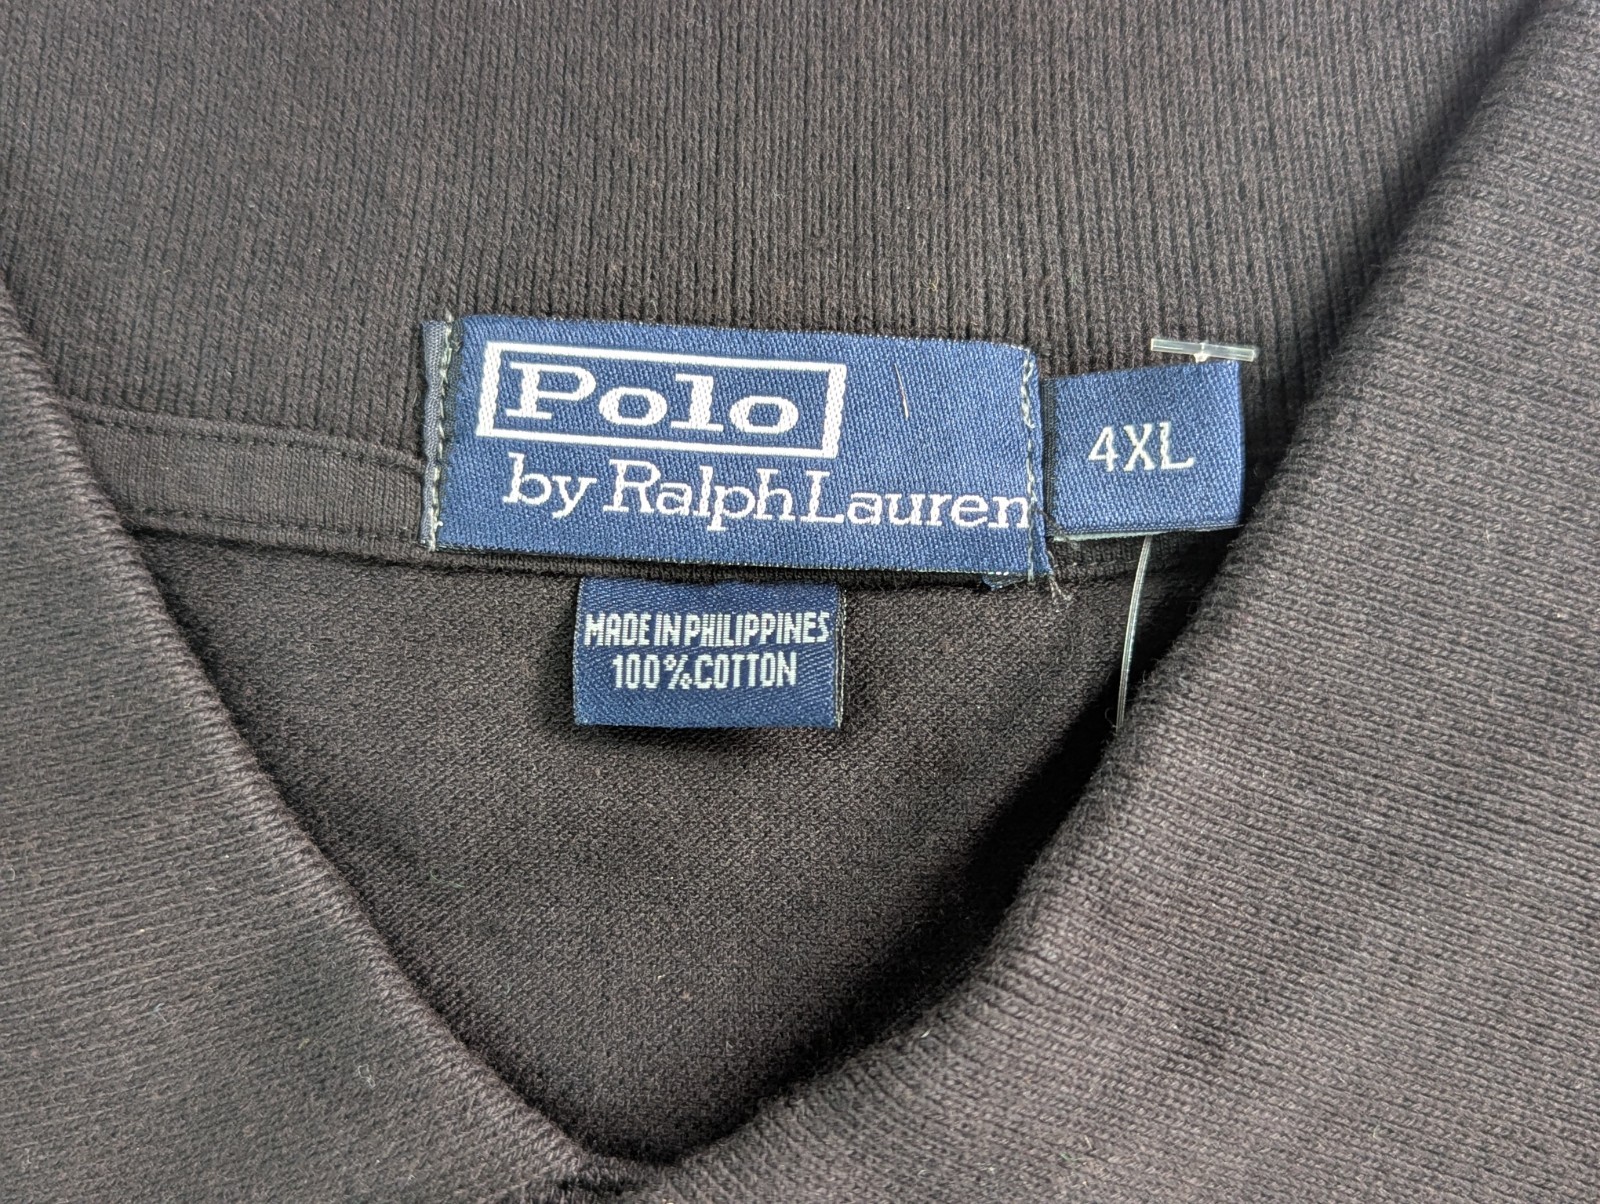 Polo
by Ralph Lauren
4XL
MADE IN PHILIPPINES
100% COTTON